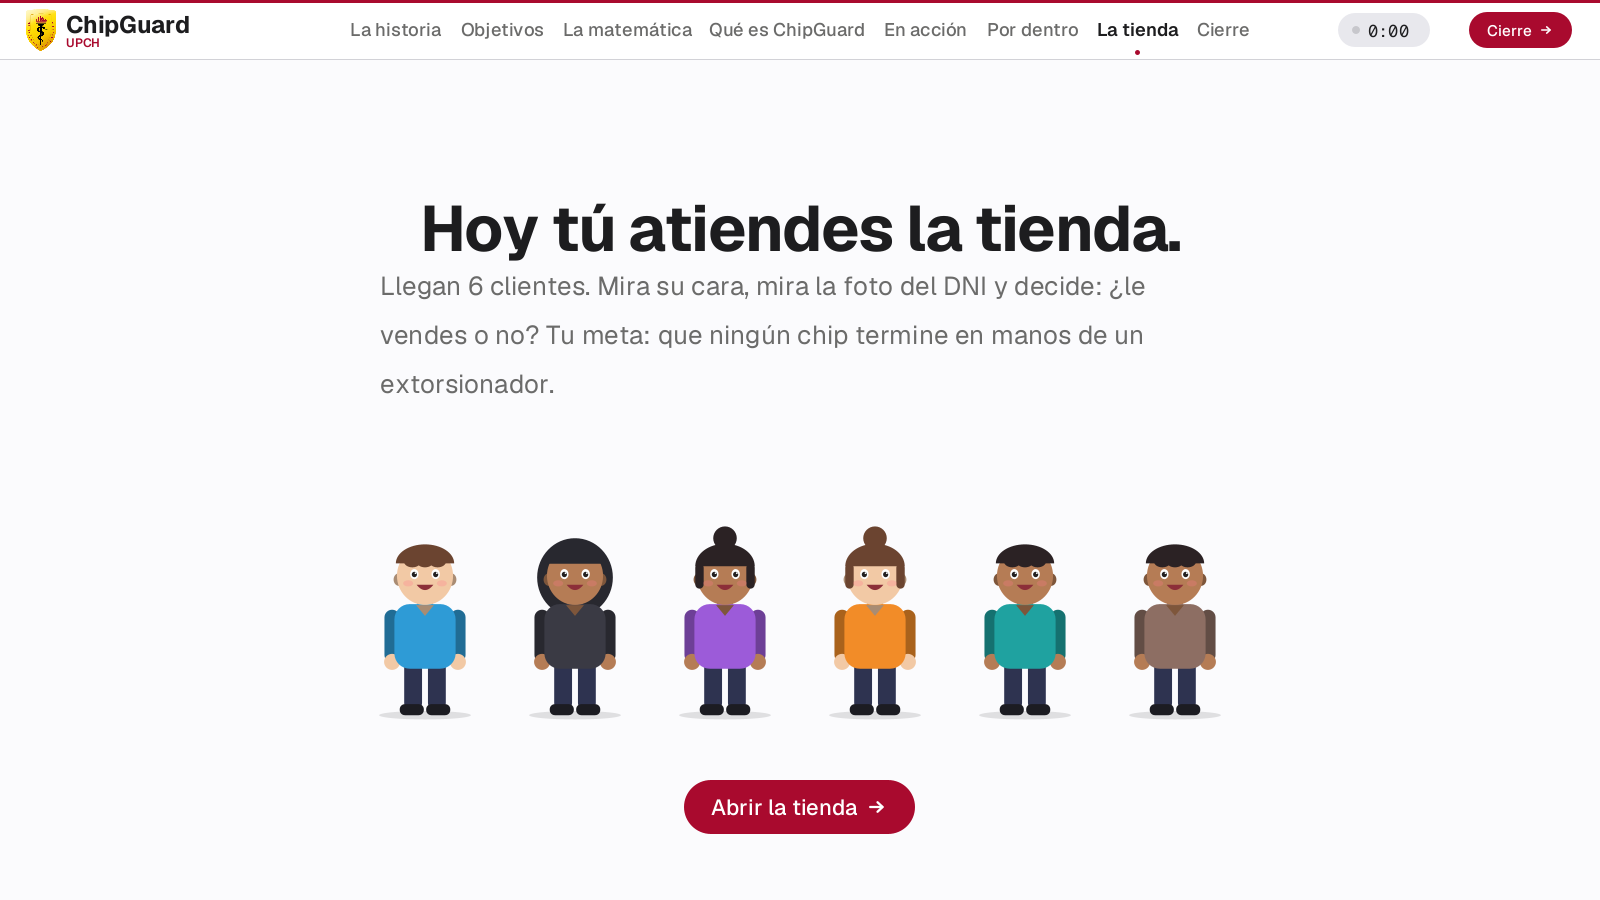 ChipGuard
UPCH
La historia
Objetivos
La matemática
Qué es ChipGuard
En acción
Por dentro
La tienda
Cierre
0:00
Cierre →
Hoy tú atiendes la tienda.
Llegan 6 clientes. Mira su cara, mira la foto del DNI y decide: ¿le
vendes o no? Tu meta: que ningún chip termine en manos de un
extorsionador.
Abrir la tienda →